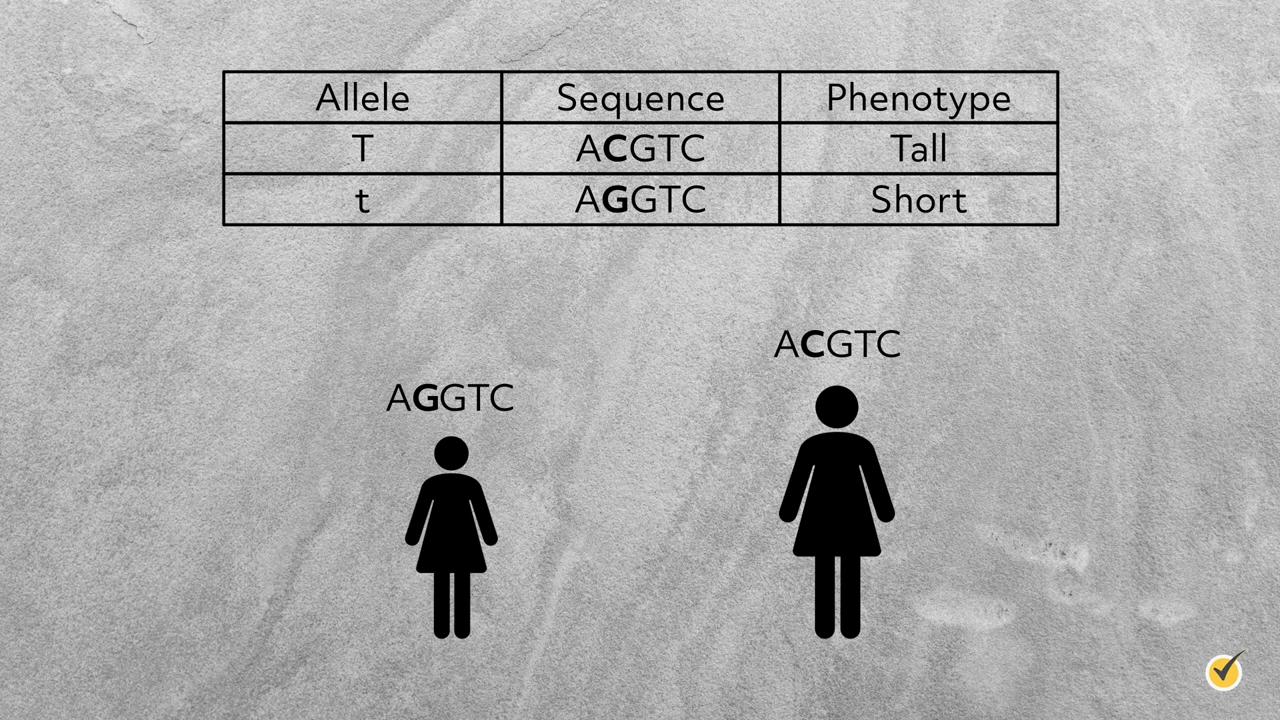 Allele Sequence Phenotype
T ACGTC Tall
t AGGTC Short
ACGTC
AGGTC